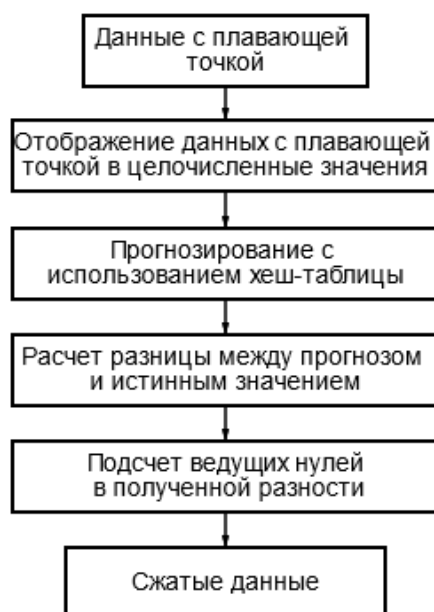 Данные с плавающей
точкой
Отображение данных с плавающей
точкой в целочисленные значения
Прогнозирование с
использованием хеш-таблицы
Расчет разницы между прогнозом
и истинным значением
Подсчет ведущих нулей
в полученной разности
Сжатые данные